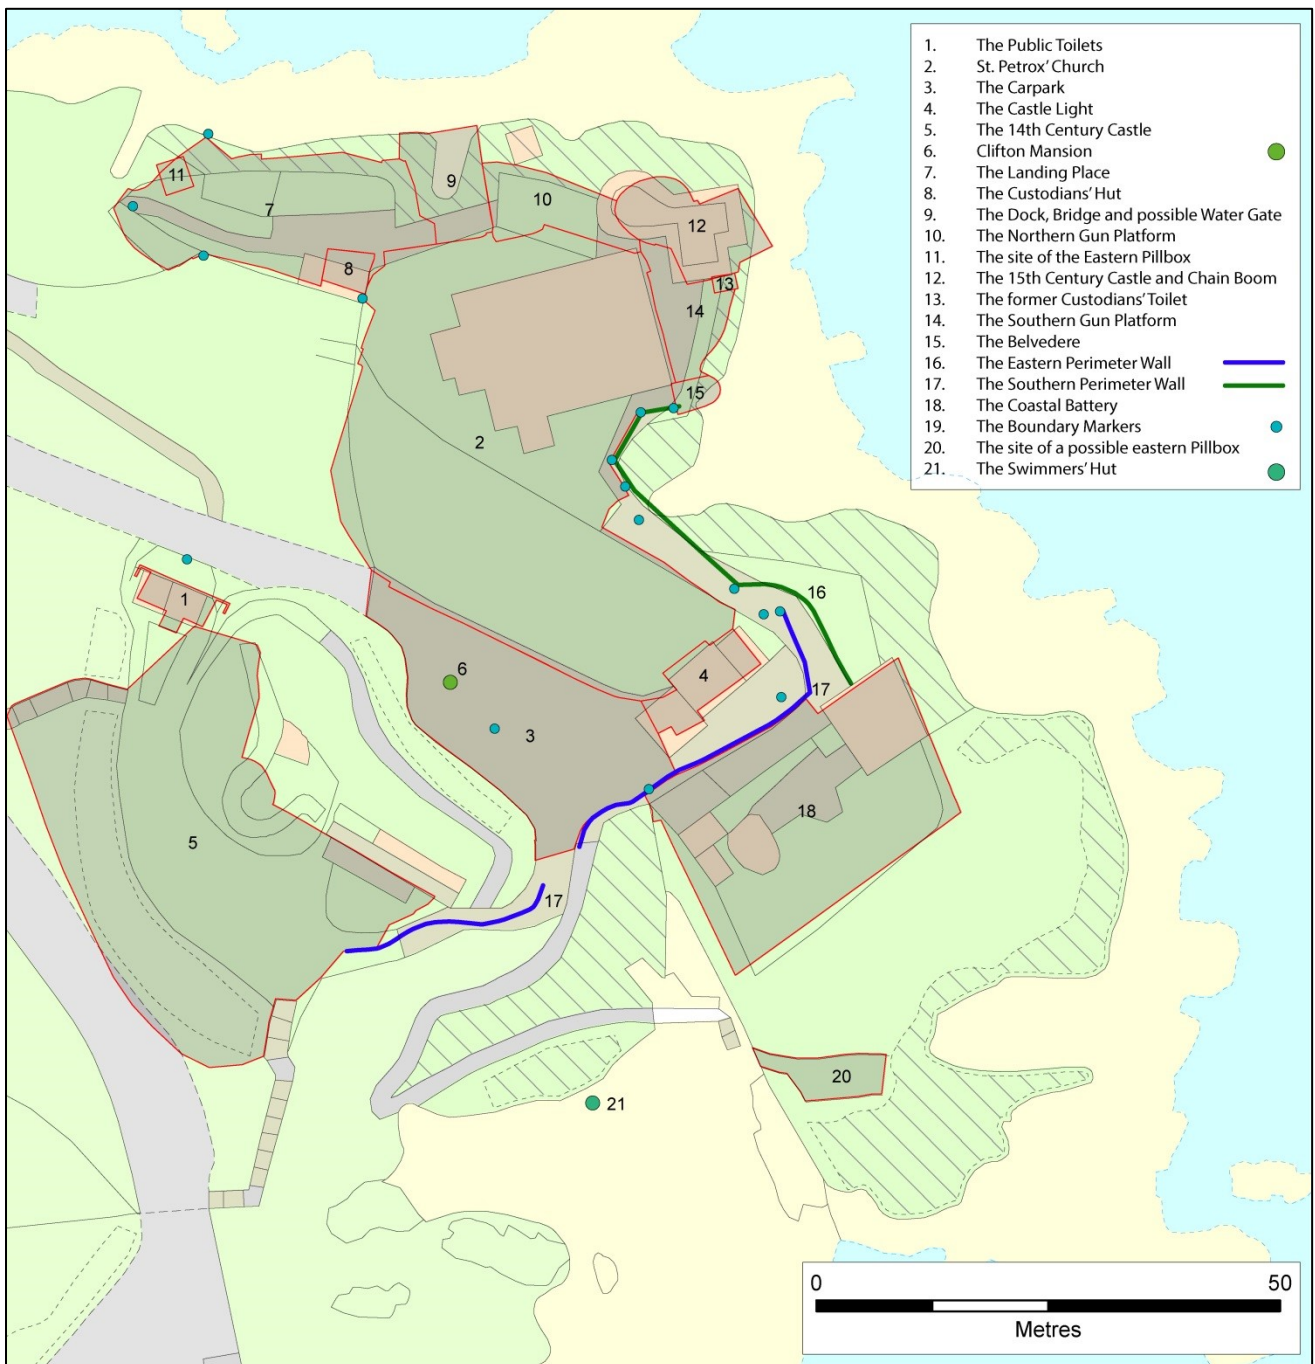 1. The Public Toilets
2. St. Petrox' Church
3. The Carpark
4. The Castle Light
5. The 14th Century Castle
6. Clifton Mansion
7. The Landing Place
8. The Custodians' Hut
9. The Dock, Bridge and possible Water Gate
10. The Northern Gun Platform
11. The site of the Eastern Pillbox
12. The 15th Century Castle and Chain Boom
13. The former Custodians' Toilet
14. The Southern Gun Platform
15. The Belvedere
16. The Eastern Perimeter Wall
17. The Southern Perimeter Wall
18. The Coastal Battery
19. The Boundary Markers
20. The site of a possible eastern Pillbox
21. The Swimmers' Hut
11
9
7
10
12
8
13
14
15
2
16
1
4
6
17
3
18
5
17
20
21
0 50
Metres